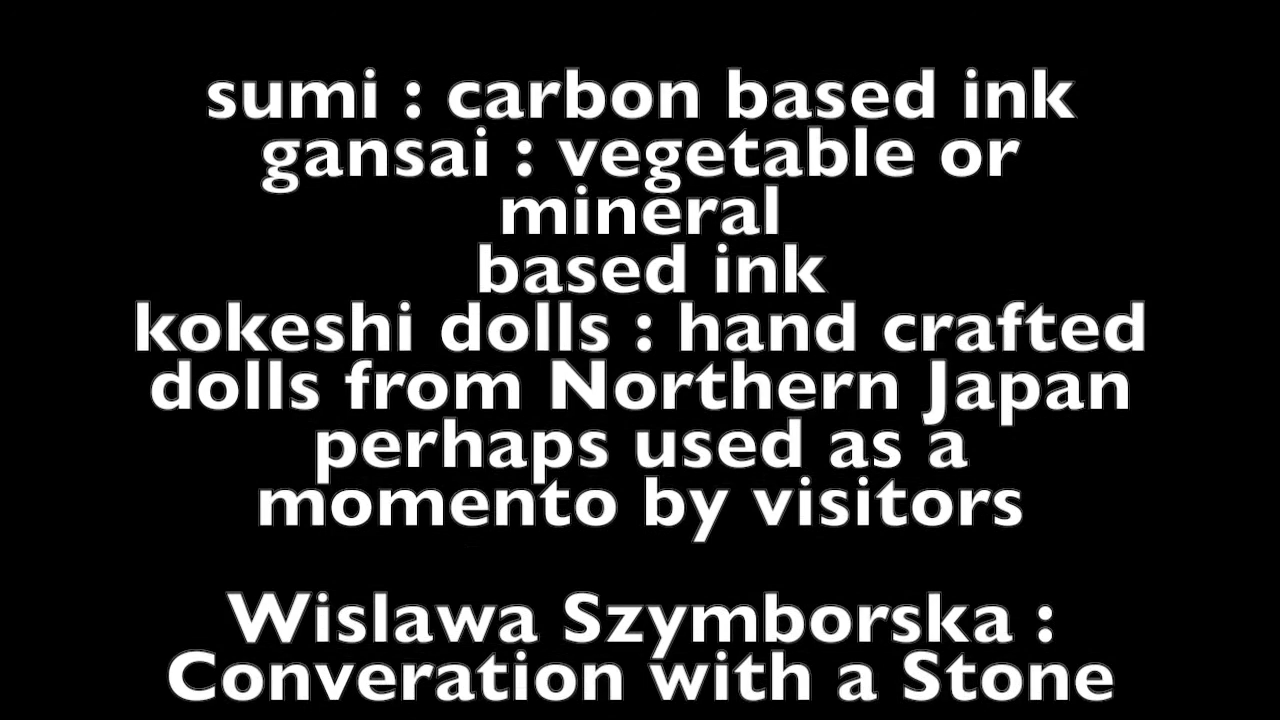 sumi : carbon based ink
gansai : vegetable or
mineral
based ink
kokeshi dolls : hand crafted
dolls from Northern Japan
perhaps used as a
momento by visitors
Wislawa Szymborska :
Converation with a Stone